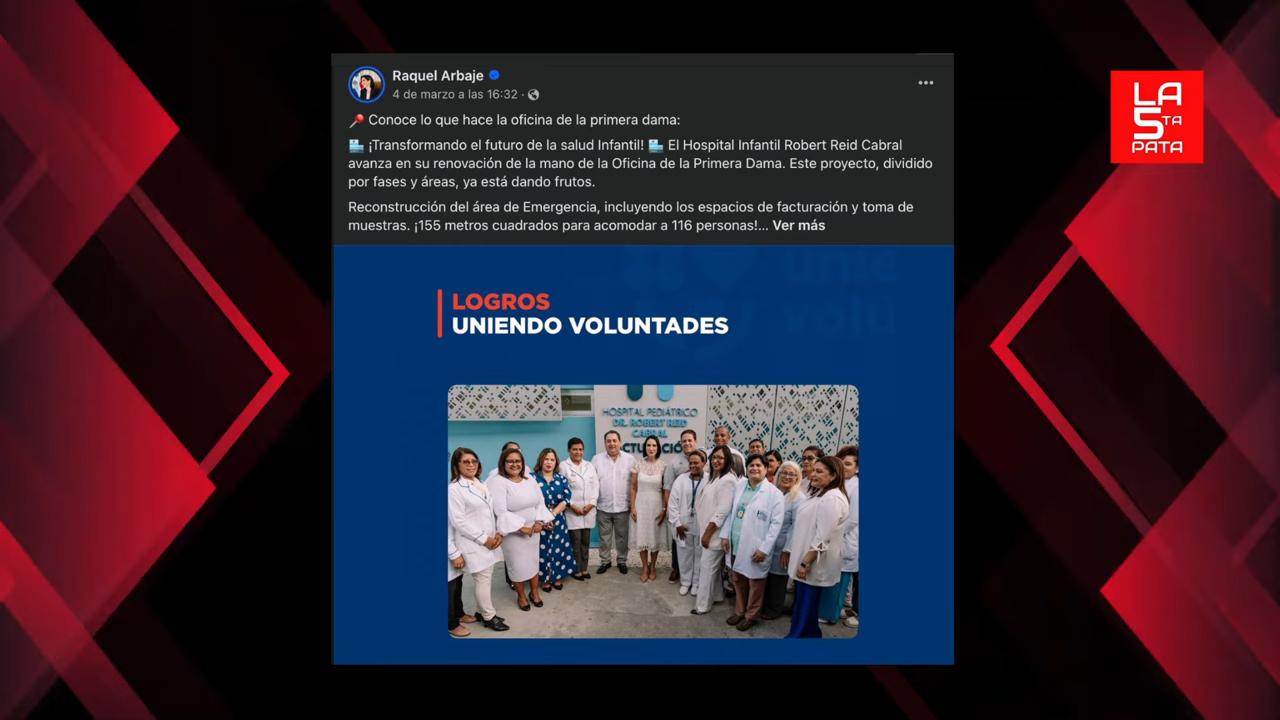 Raquel Arbaje
4 de marzo a las 16:32 ·
LA
5TA
PATA
📍 Conoce lo que hace la oficina de la primera dama:
🏥 ¡Transformando el futuro de la salud Infantil! 🏥 El Hospital Infantil Robert Reid Cabral
avanza en su renovación de la mano de la Oficina de la Primera Dama. Este proyecto, dividido
por fases y áreas, ya está dando frutos.
Reconstrucción del área de Emergencia, incluyendo los espacios de facturación y toma de
muestras. ¡155 metros cuadrados para acomodar a 116 personas!... Ver más
unie
volu
LOGROS
UNIENDO VOLUNTADES
HOSPITAL PEDIÁTRICO
DR. ROBERT REID
CABRAL